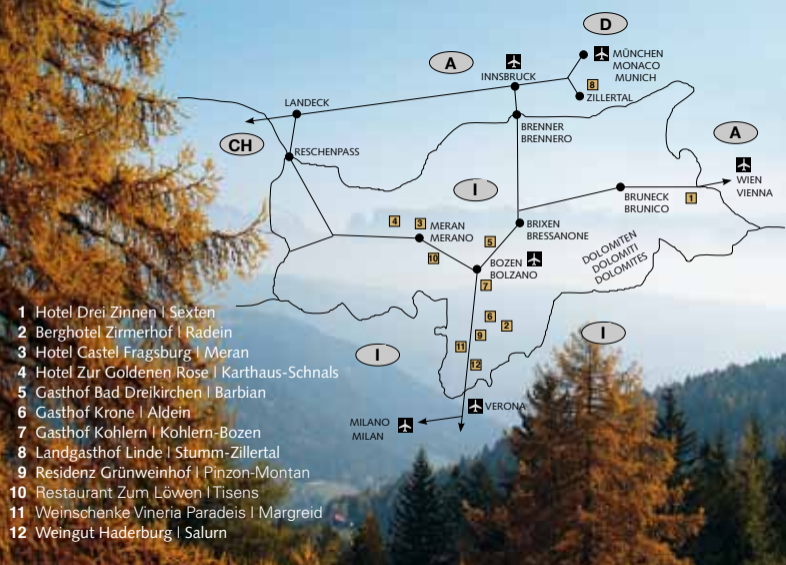 D
MÜNCHEN
MONACO
MUNICH
A
INNSBRUCK
8
ZILLERTAL
LANDECK
CH
RESCHENPASS
BRENNER
BRENNERO
A
WIEN
VIENNA
I
BRUNECK
BRUNICO
1
4
3
MERAN
MERANO
10
BRIXEN
BRESSANONE
5
BOZEN
BOLZANO
7
DOLOMITEN
DOLOMITI
DOLOMITES
6
2
9
11
12
I
I
VERONA
MILANO
MILAN
1 Hotel Drei Zinnen | Sexten
2 Berghotel Zirmerhof | Radein
3 Hotel Castel Fragsburg | Meran
4 Hotel Zur Goldenen Rose | Karthaus-Schnals
5 Gasthof Bad Dreikirchen | Barbian
6 Gasthof Krone | Aldein
7 Gasthof Kohlern | Kohlern-Bozen
8 Landgasthof Linde | Stumm-Zillertal
9 Residenz Grünweinhof | Pinzon-Montan
10 Restaurant Zum Löwen | Tisens
11 Weinschenke Vineria Paradeis | Margreid
12 Weingut Haderburg | Salurn